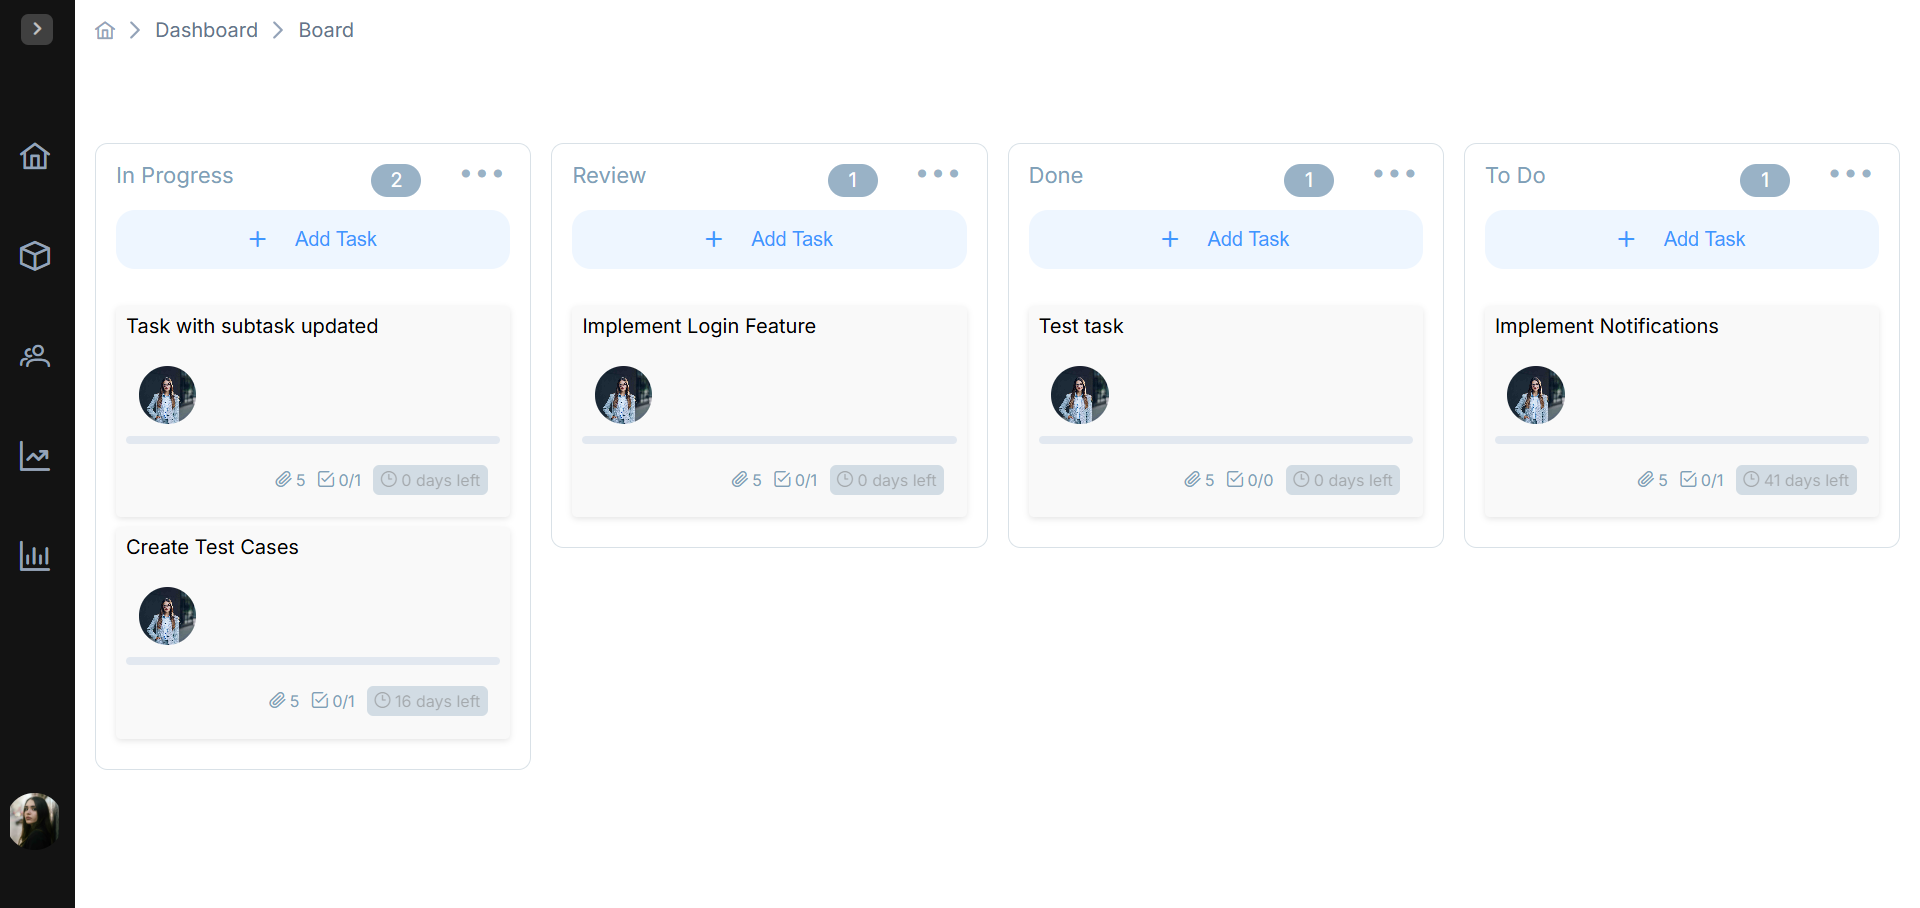 Dashboard
Board
In Progress
2
Add Task
Task with subtask updated
5
0/1
0 days left
Create Test Cases
5
0/1
16 days left
Review
1
Add Task
Implement Login Feature
5
0/1
0 days left
Done
1
Add Task
Test task
5
0/0
0 days left
To Do
1
Add Task
Implement Notifications
5
0/1
41 days left